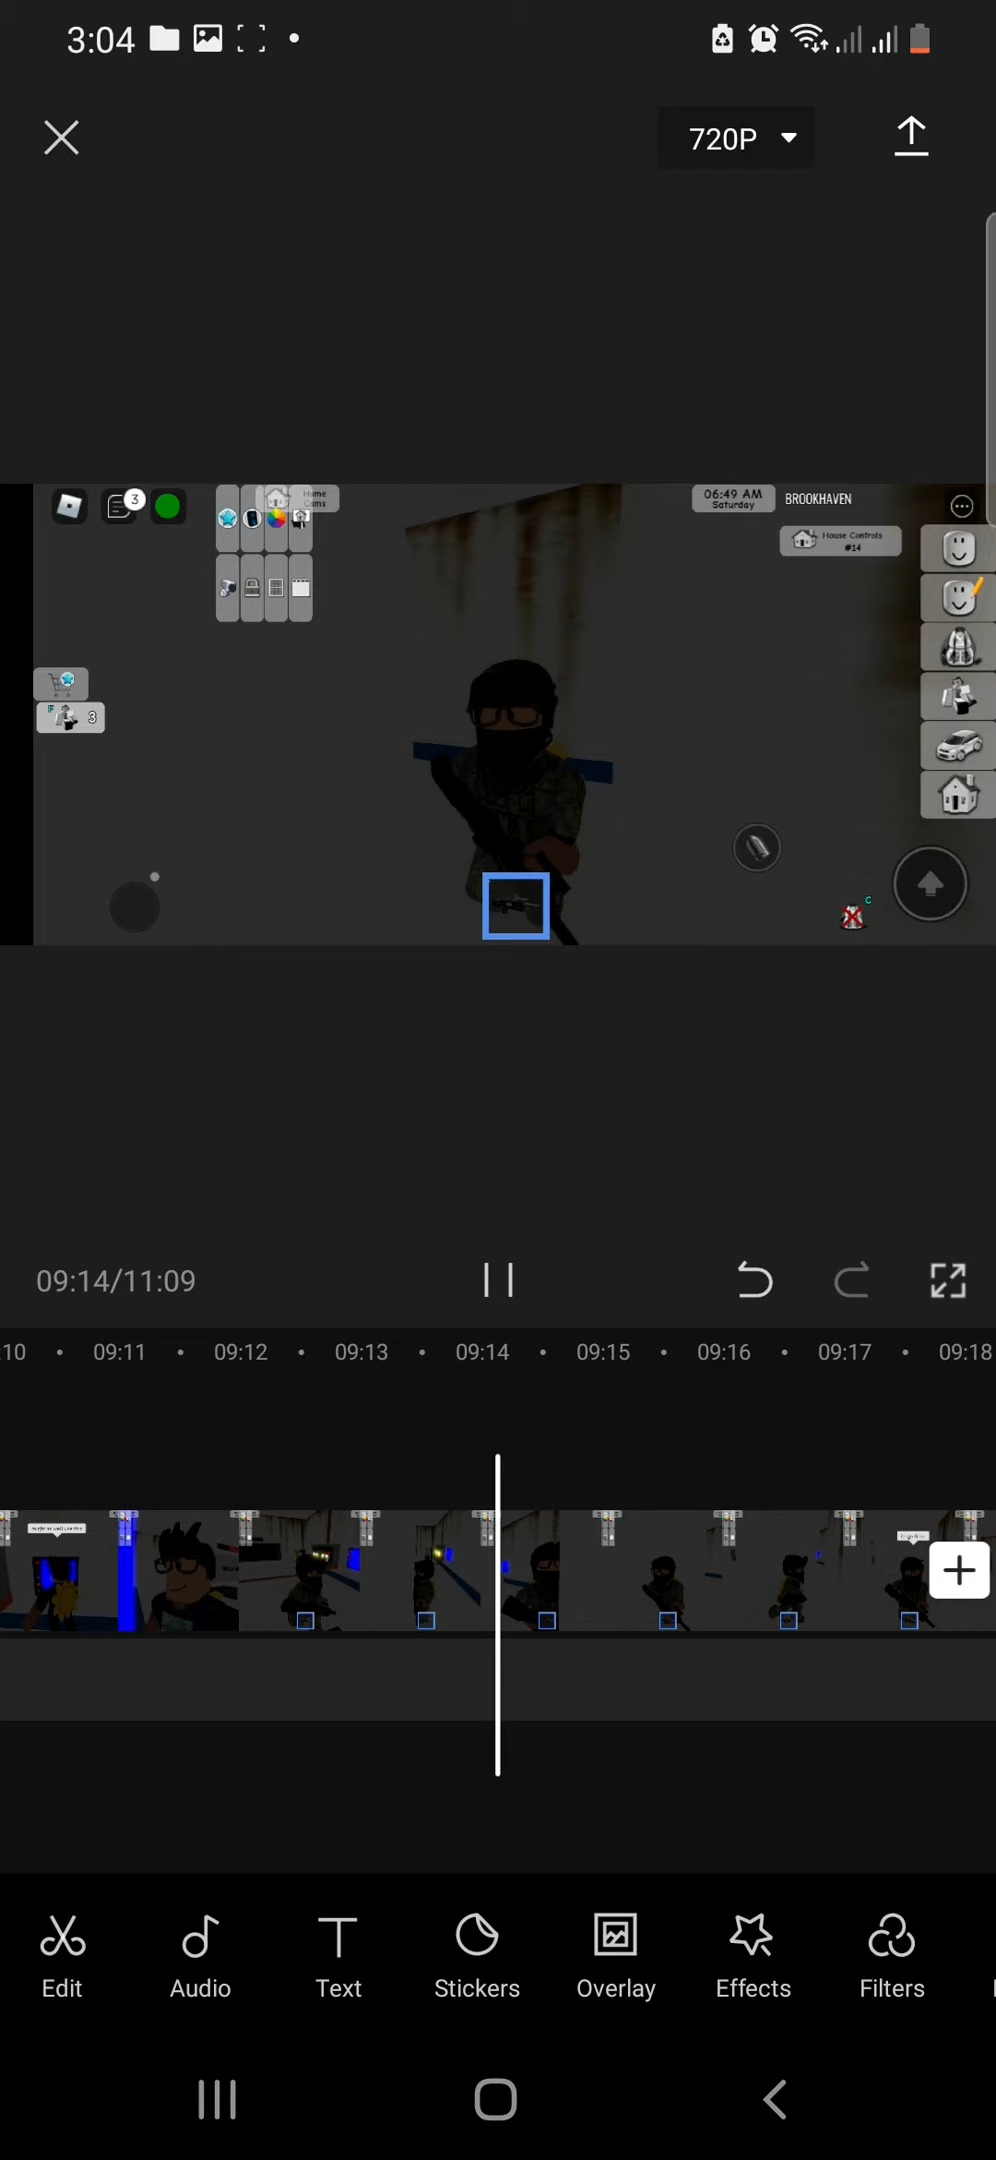 3:04
720P
3
Home
Cams
06:49 AM
Saturday
BROOKHAVEN
House Controls
#14
F
3
C
09:14/11:09
:10 09:11 09:12 09:13 09:14 09:15 09:16 09:17 09:18
Edit
Audio
Text
Stickers
Overlay
Effects
Filters